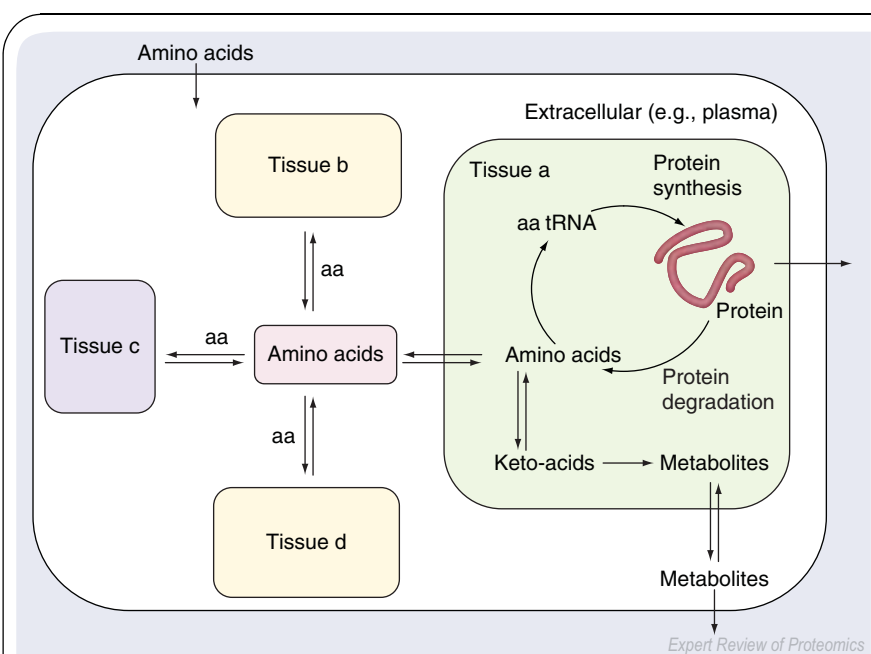 Amino acids
Extracellular (e.g., plasma)
Tissue b
Tissue a
Protein
synthesis
aa tRNA
aa
Protein
Tissue c
aa
Amino acids
Amino acids
Protein
degradation
aa
Keto-acids
Metabolites
Tissue d
Metabolites
Expert Review of Proteomics